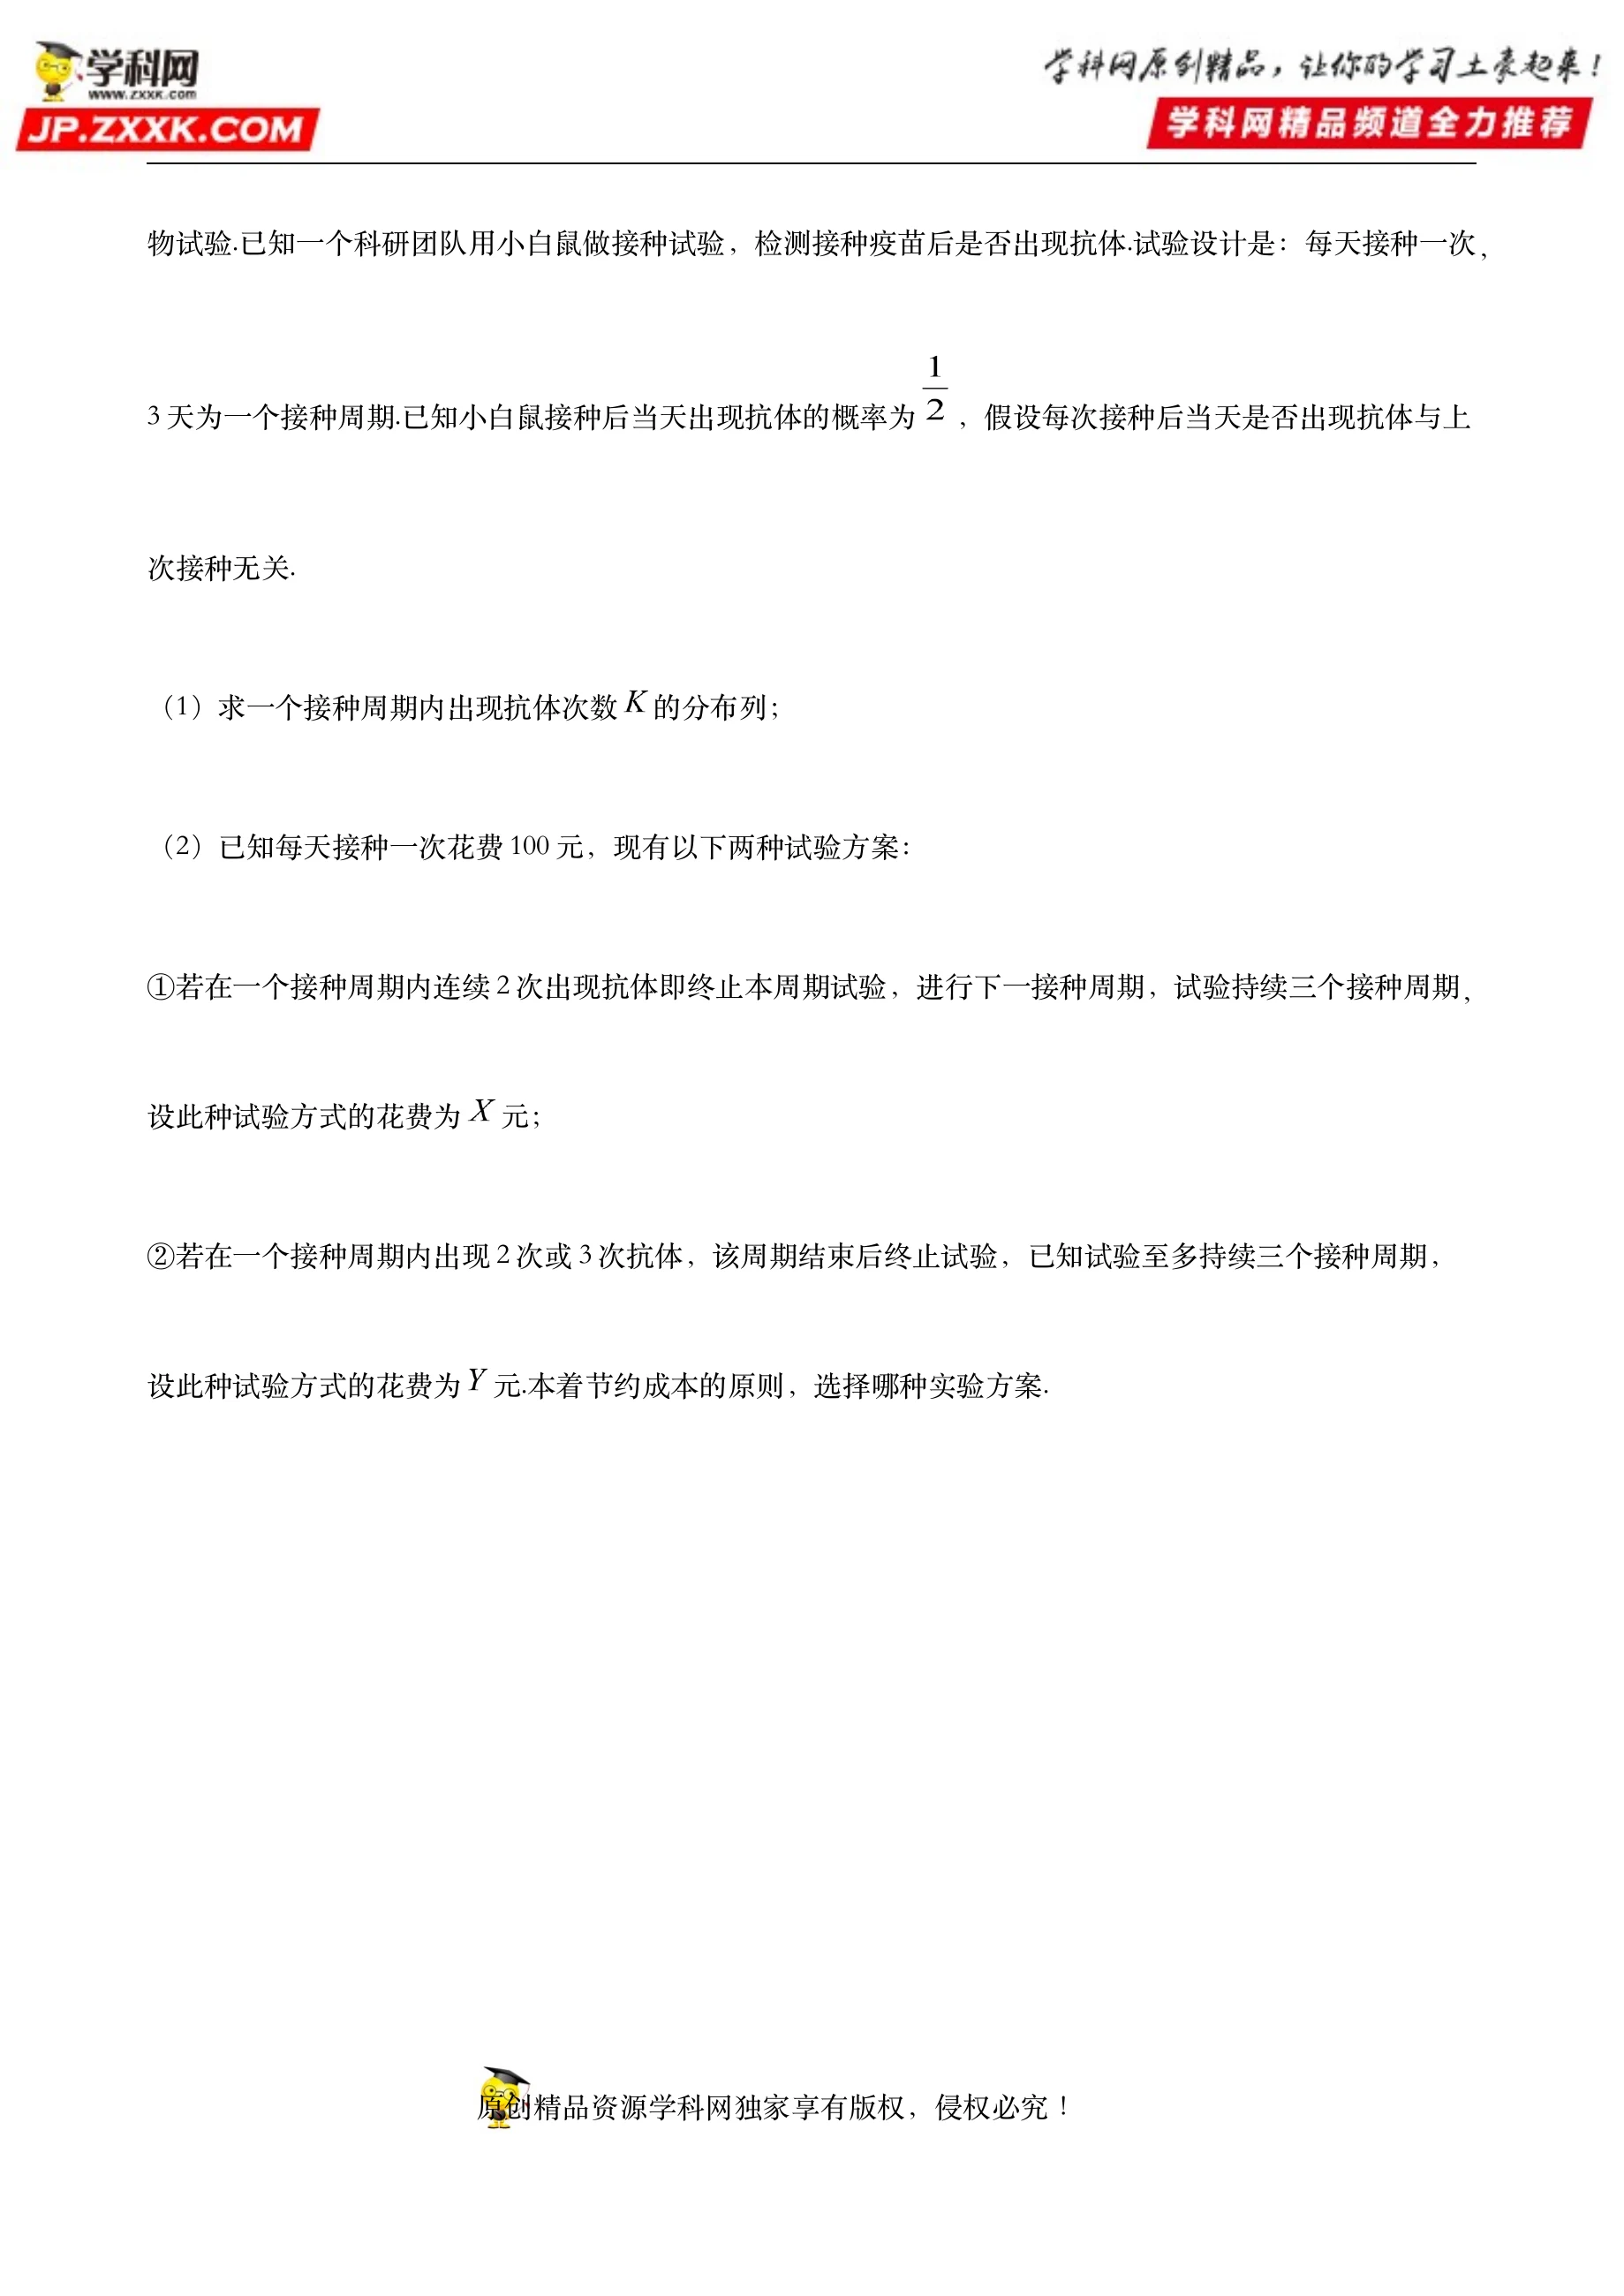 学科网
www.zxxk.com
JP.ZXXK.COM
学科网原创精品，让你的学习土豪起来！
学科网精品频道全力推荐
物试验.已知一个科研团队用小白鼠做接种试验，检测接种疫苗后是否出现抗体.试验设计是：每天接种一次，
3天为一个接种周期.已知小白鼠接种后当天出现抗体的概率为 1/2 ，假设每次接种后当天是否出现抗体与上
次接种无关.
（1）求一个接种周期内出现抗体次数 K 的分布列；
（2）已知每天接种一次花费 100 元，现有以下两种试验方案：
①若在一个接种周期内连续 2 次出现抗体即终止本周期试验，进行下一接种周期，试验持续三个接种周期，
设此种试验方式的花费为 X 元；
②若在一个接种周期内出现 2 次或 3 次抗体，该周期结束后终止试验，已知试验至多持续三个接种周期，
设此种试验方式的花费为 Y 元.本着节约成本的原则，选择哪种实验方案.
原创精品资源学科网独家享有版权，侵权必究！